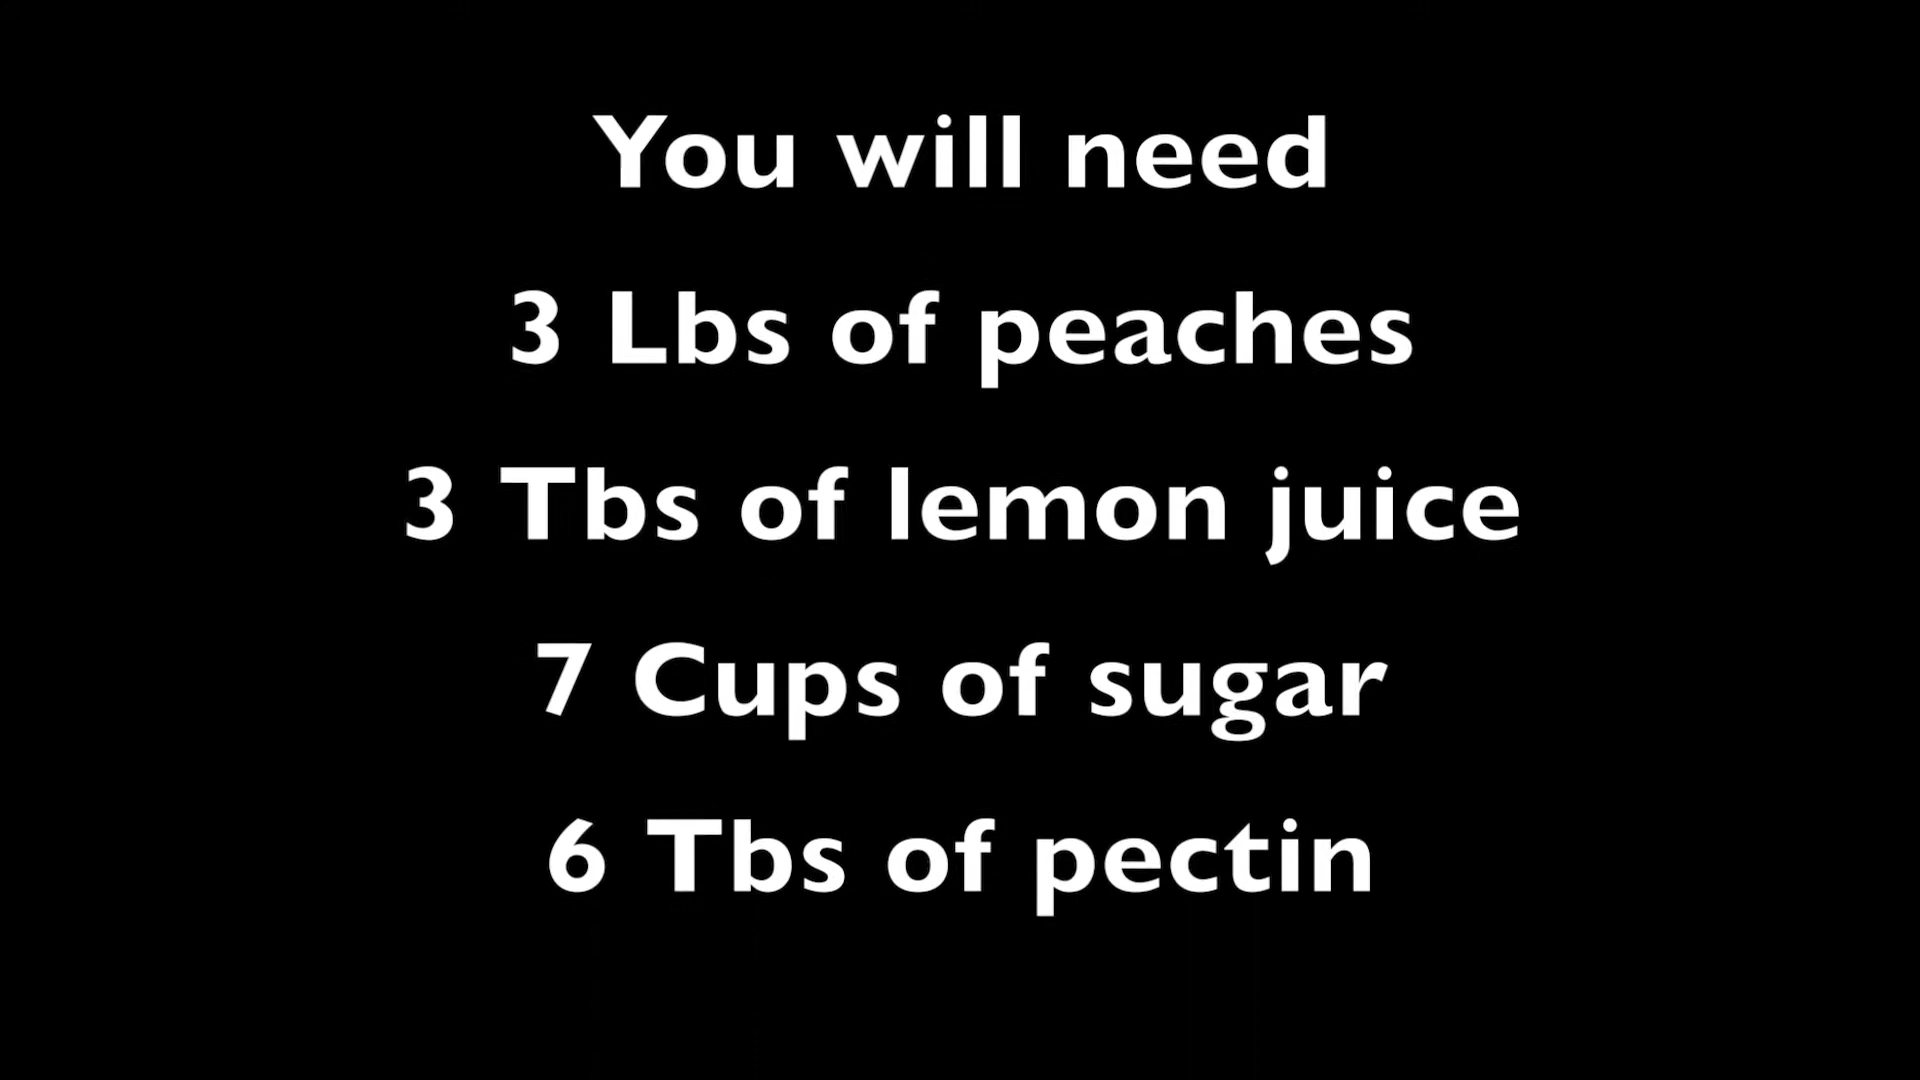 You will need
3 Lbs of peaches
3 Tbs of lemon juice
7 Cups of sugar
6 Tbs of pectin